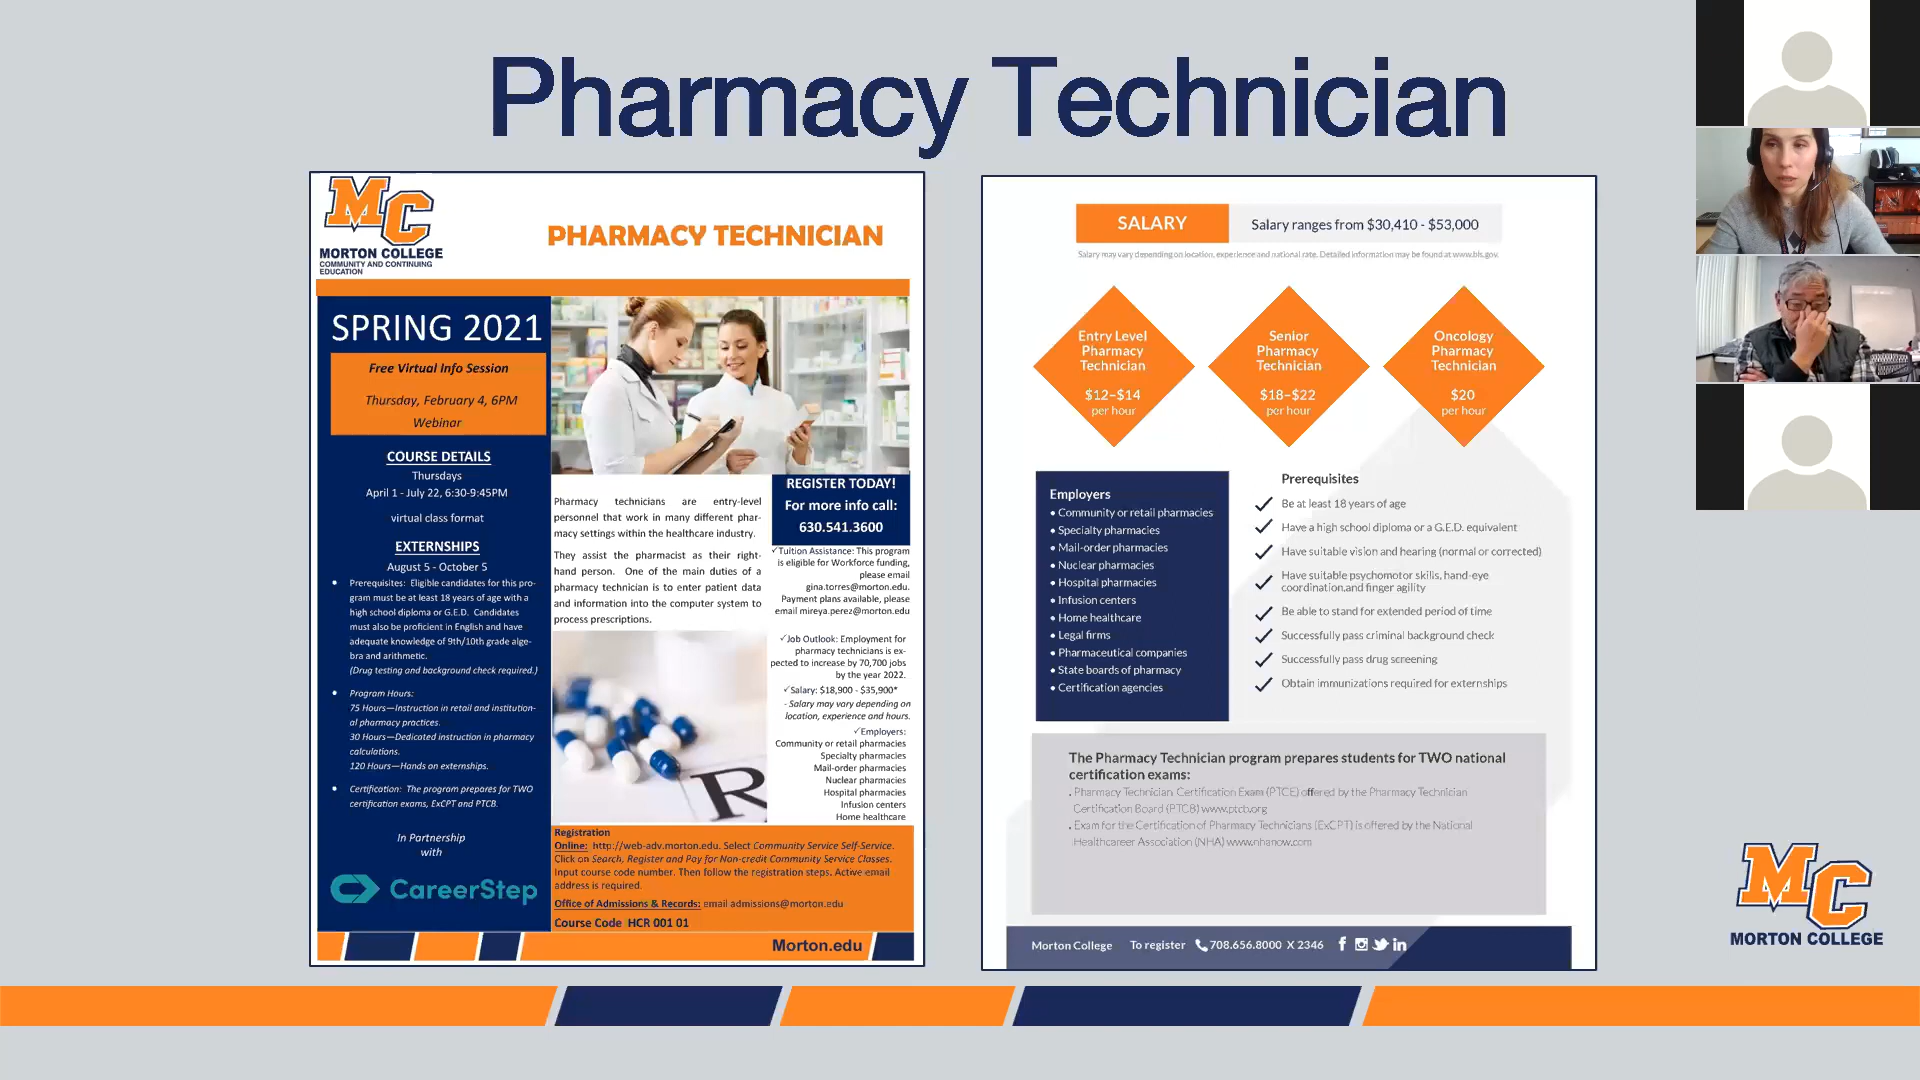 Pharmacy Technician
MC
MORTON COLLEGE
COMMUNITY AND CONTINUING
EDUCATION
PHARMACY TECHNICIAN
SPRING 2021
Free Virtual Info Session
Thursday, February 4, 6PM
Webinar
COURSE DETAILS
Thursdays
April 1 - July 22, 6:30-9:45PM
virtual class format
EXTERNSHIPS
August 5 - October 5
• Prerequisites: Eligible candidates for this pro-
gram must be at least 18 years of age with a
high school diploma or G.E.D. Candidates
must also be proficient in English and have
adequate knowledge of 9th/10th grade alge-
bra and arithmetic.
(Drug testing and background check required.)
• Program Hours:
75 Hours—Instruction in retail and institution-
al pharmacy practices.
30 Hours—Dedicated instruction in pharmacy
calculations.
120 Hours—Hands on externships.
• Certification: The program prepares for TWO
certification exams, ExCPT and PTCB.
In Partnership
with
CareerStep
Pharmacy technicians are entry-level
personnel that work in many different phar-
macy settings within the healthcare industry.
They assist the pharmacist as their right-
hand person. One of the main duties of a
pharmacy technician is to enter patient data
and information into the computer system to
process prescriptions.
R
REGISTER TODAY!
For more info call:
630.541.3600
✓Tuition Assistance: This program
is eligible for Workforce funding,
please email
gina.torres@morton.edu.
Payment plans available, please
email mireya.perez@morton.edu
✓Job Outlook: Employment for
pharmacy technicians is ex-
pected to increase by 70,700 jobs
by the year 2022.
✓Salary: $18,900 - $35,900*
- Salary may vary depending on
location, experience and hours.
✓Employers:
Community or retail pharmacies
Specialty pharmacies
Mail-order pharmacies
Nuclear pharmacies
Hospital pharmacies
Infusion centers
Home healthcare
Registration
Online: http://web-adv.morton.edu. Select Community Service Self-Service.
Click on Search, Register and Pay for Non-credit Community Service Classes.
Input course code number. Then follow the registration steps. Active email
address is required.
Office of Admissions & Records: email admissions@morton.edu
Course Code HCR 001 01
Morton.edu
SALARY
Salary ranges from $30,410 - $53,000
Salary may vary depending on location, experience and national rate. Detailed information may be found at www.bls.gov.
Entry Level
Pharmacy
Technician
$12–$14
per hour
Senior
Pharmacy
Technician
$18–$22
per hour
Oncology
Pharmacy
Technician
$20
per hour
Employers
• Community or retail pharmacies
• Specialty pharmacies
• Mail-order pharmacies
• Nuclear pharmacies
• Hospital pharmacies
• Infusion centers
• Home healthcare
• Legal firms
• Pharmaceutical companies
• State boards of pharmacy
• Certification agencies
Prerequisites
✓ Be at least 18 years of age
✓ Have a high school diploma or a G.E.D. equivalent
✓ Have suitable vision and hearing (normal or corrected)
✓ Have suitable psychomotor skills, hand-eye
coordination.and finger agility
✓ Be able to stand for extended period of time
✓ Successfully pass criminal background check
✓ Successfully pass drug screening
✓ Obtain immunizations required for externships
The Pharmacy Technician program prepares students for TWO national
certification exams:
• Pharmacy Technician Certification Exam (PTCE) offered by the Pharmacy Technician
Certification Board (PTCB) www.ptcb.org
• Exam for the Certification of Pharmacy Technicians (ExCPT) is offered by the National
Healthcareer Association (NHA) www.nhanow.com
Morton College To register 708.656.8000 X 2346
MC
MORTON COLLEGE